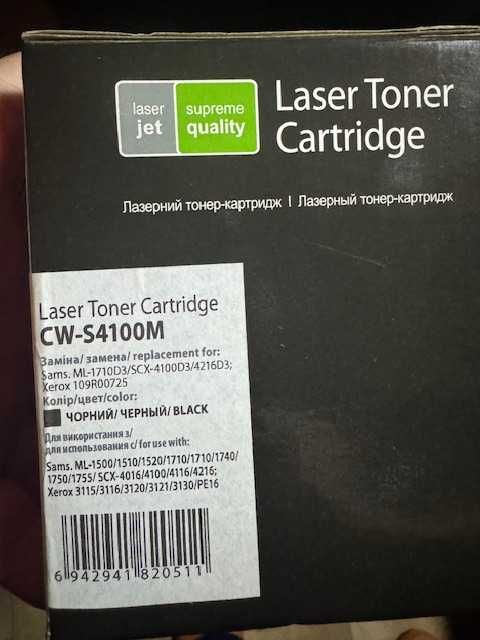 laser
jet
supreme
quality
Laser Toner
Cartridge
Лазерний тонер-картридж | Лазерный тонер-картридж
Laser Toner Cartridge
CW-S4100M
Заміна/ замена/ replacement for:
Sams. ML-1710D3/SCX-4100D3/4216D3;
Xerox 109R00725
Колір/цвет/color:
ЧОРНИЙ/ ЧЕРНЫЙ/ BLACK
Для використання з/
для использования с/ for use with:
Sams. ML-1500/1510/1520/1710/1710/1740/
1750/1755/ SCX-4016/4100/4116/4216;
Xerox 3115/3116/3120/3121/3130/PE16
6 942941 820511